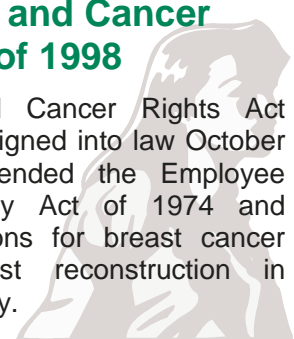 and Cancer
of 1998
Cancer Rights Act
igned into law October
ended the Employee
y Act of 1974 and
ons for breast cancer
st reconstruction in
y.